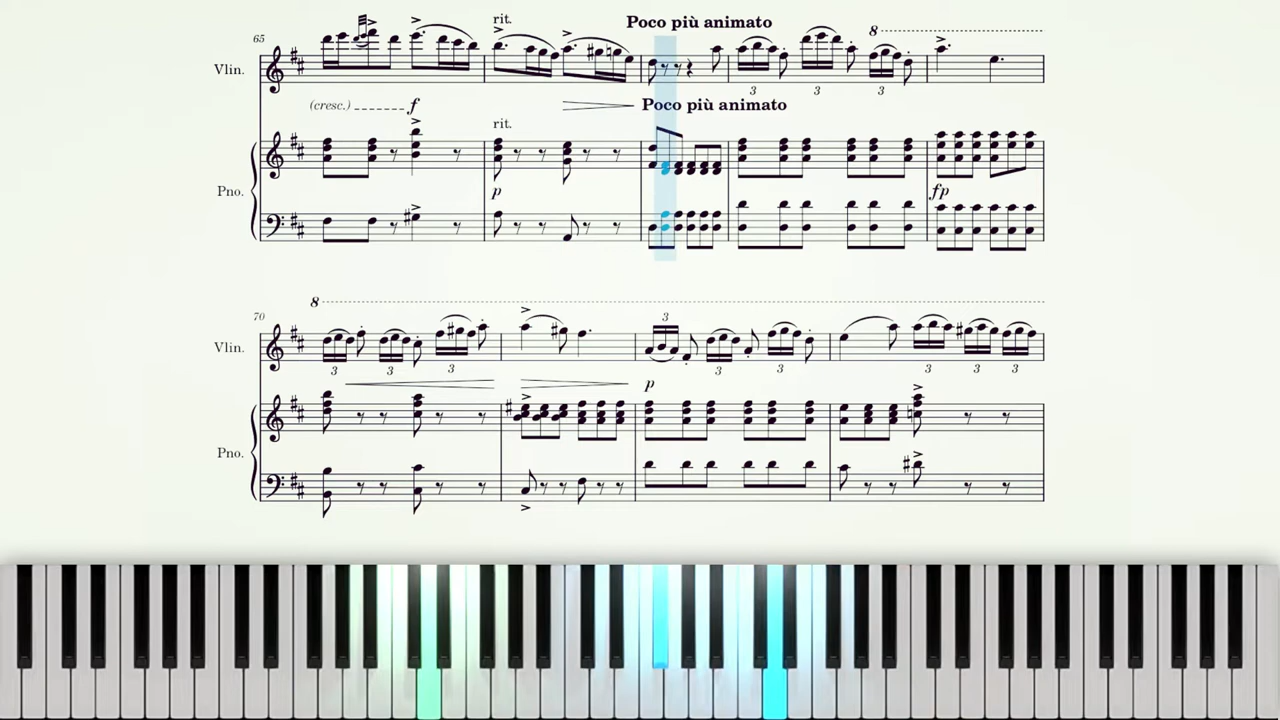 Poco più animato
rit.
65
8
Vlin.
3 3 3
(cresc.) f
Poco più animato
rit.
Pno.
p
fp
8
70
3
Vlin.
3 3 3 3 3 3 3 3
p
Pno.